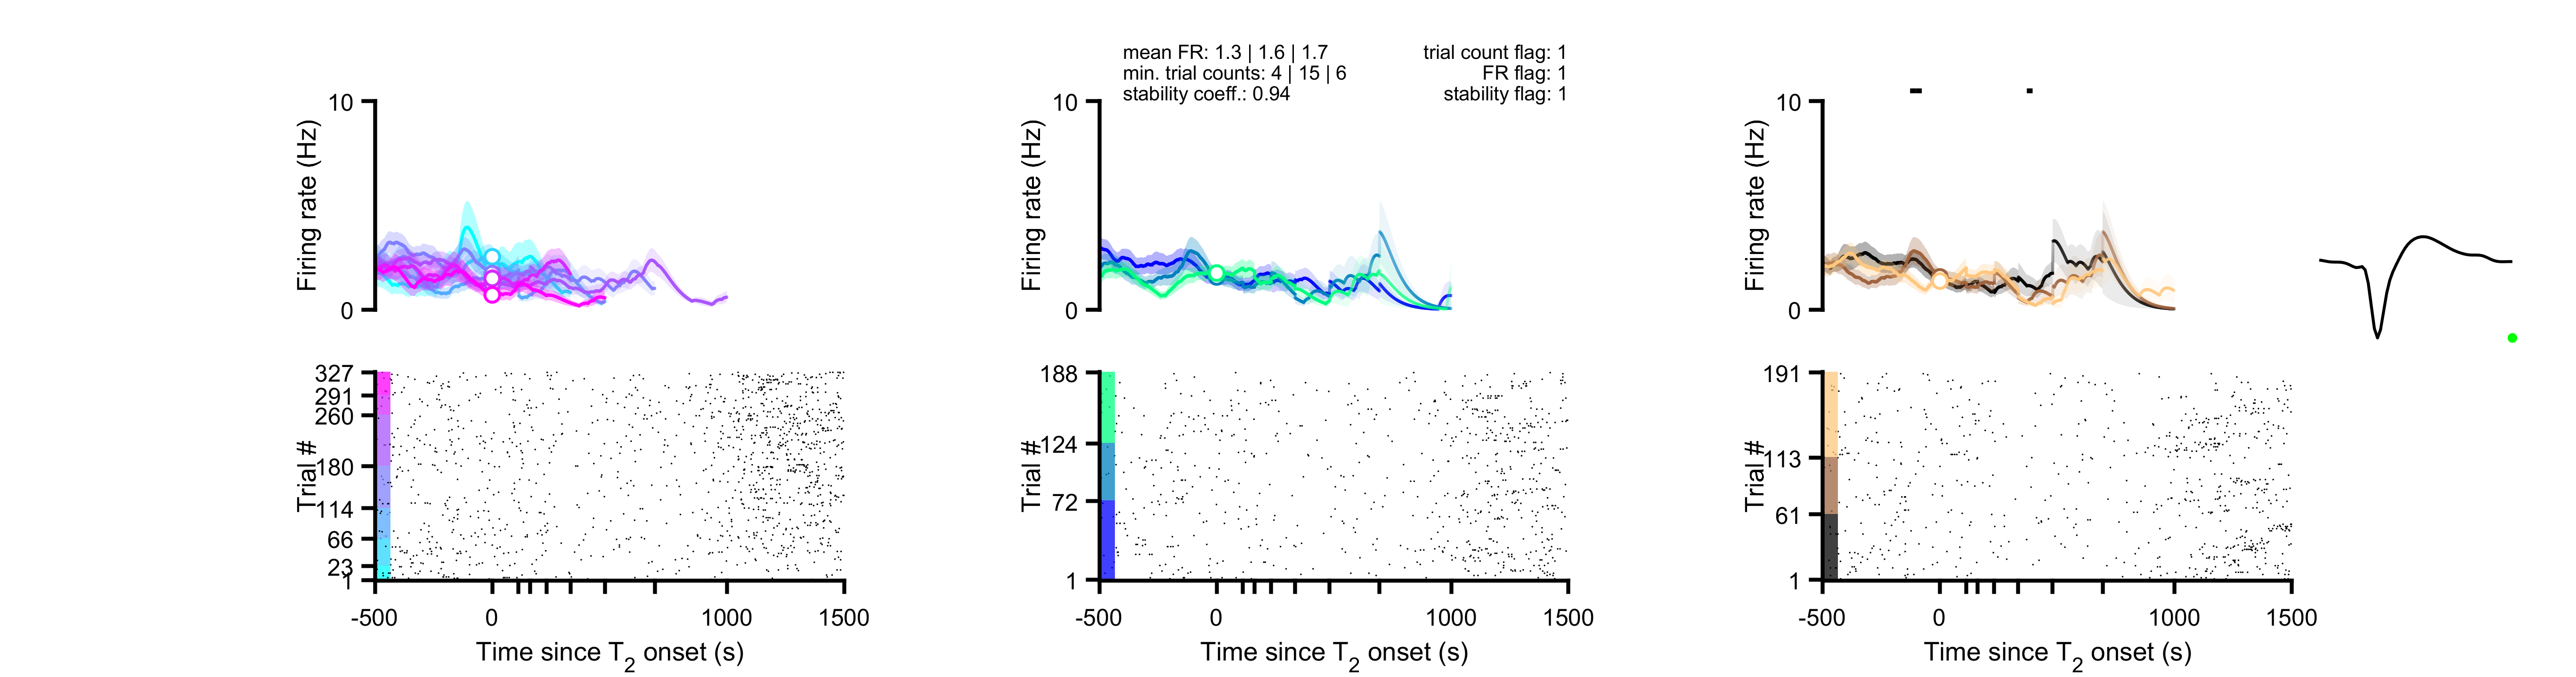 mean FR: 1.3 | 1.6 | 1.7
min. trial counts: 4 | 15 | 6
stability coeff.: 0.94
trial count flag: 1
FR flag: 1
stability flag: 1
10
Firing rate (Hz)
0
10
Firing rate (Hz)
0
10
Firing rate (Hz)
0
327
291
260
180
114
66
23
1
Trial #
-500
0
1000
1500
Time since T2 onset (s)
188
124
72
1
Trial #
-500
0
1000
1500
Time since T2 onset (s)
191
113
61
1
Trial #
-500
0
1000
1500
Time since T2 onset (s)